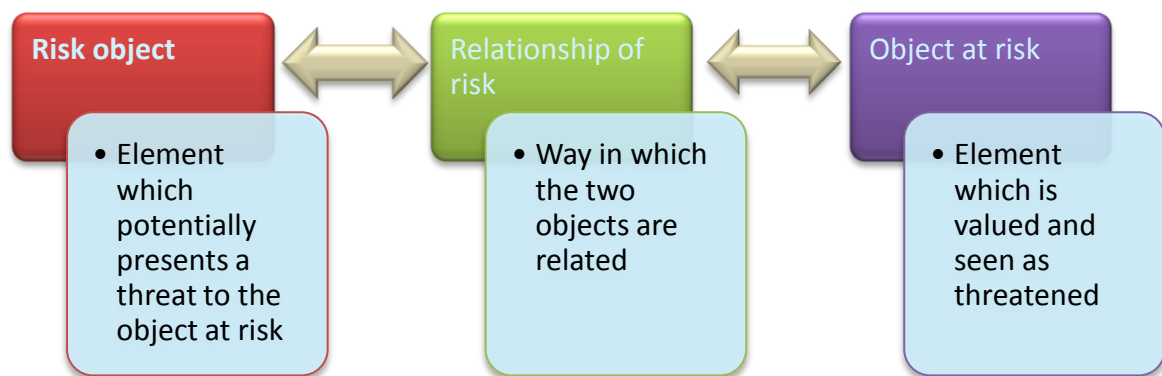 Risk object
• Element
which
potentially
presents a
threat to the
object at risk
Relationship of
risk
• Way in which
the two
objects are
related
Object at risk
• Element
which is
valued and
seen as
threatened